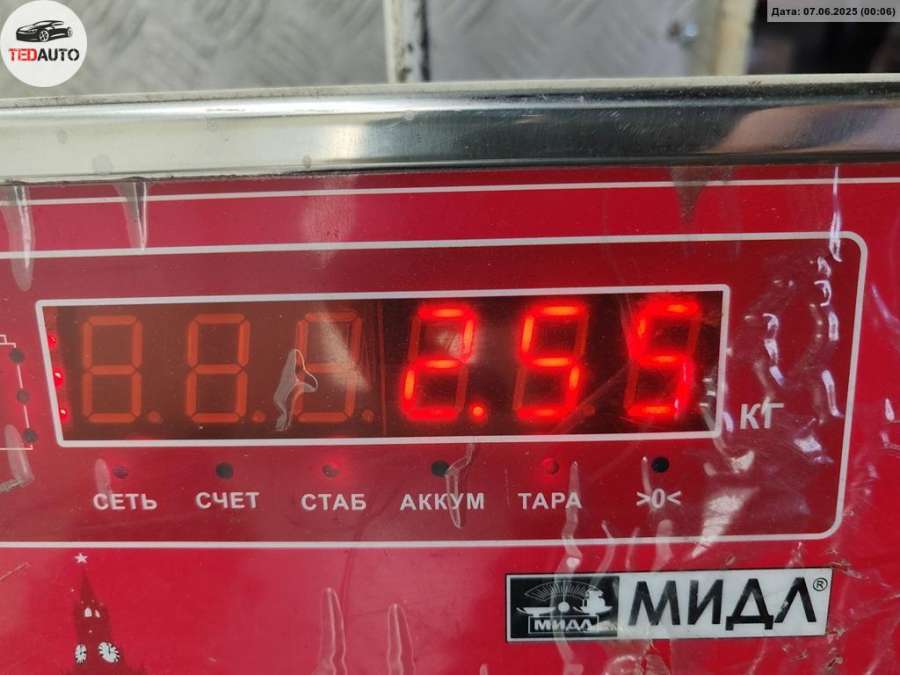 TEDAUTO
Дата: 07.06.2025 (00:06)
2.55
КГ
СЕТЬ СЧЕТ СТАБ АККУМ ТАРА >0<
МИДЛ МИДЛ®